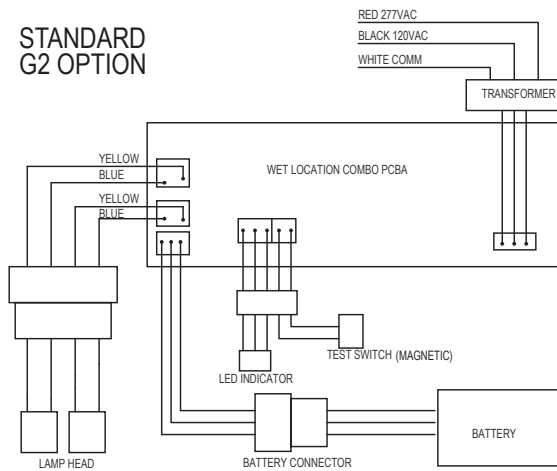 STANDARD
G2 OPTION
RED 277VAC
BLACK 120VAC
WHITE COMM
TRANSFORMER
WET LOCATION COMBO PCBA
YELLOW
BLUE
YELLOW
BLUE
TEST SWITCH (MAGNETIC)
LED INDICATOR
BATTERY
LAMP HEAD
BATTERY CONNECTOR